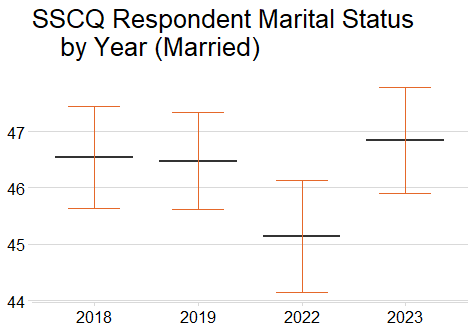 SSCQ Respondent Marital Status
by Year (Married)
47
46
45
44
2018 2019 2022 2023